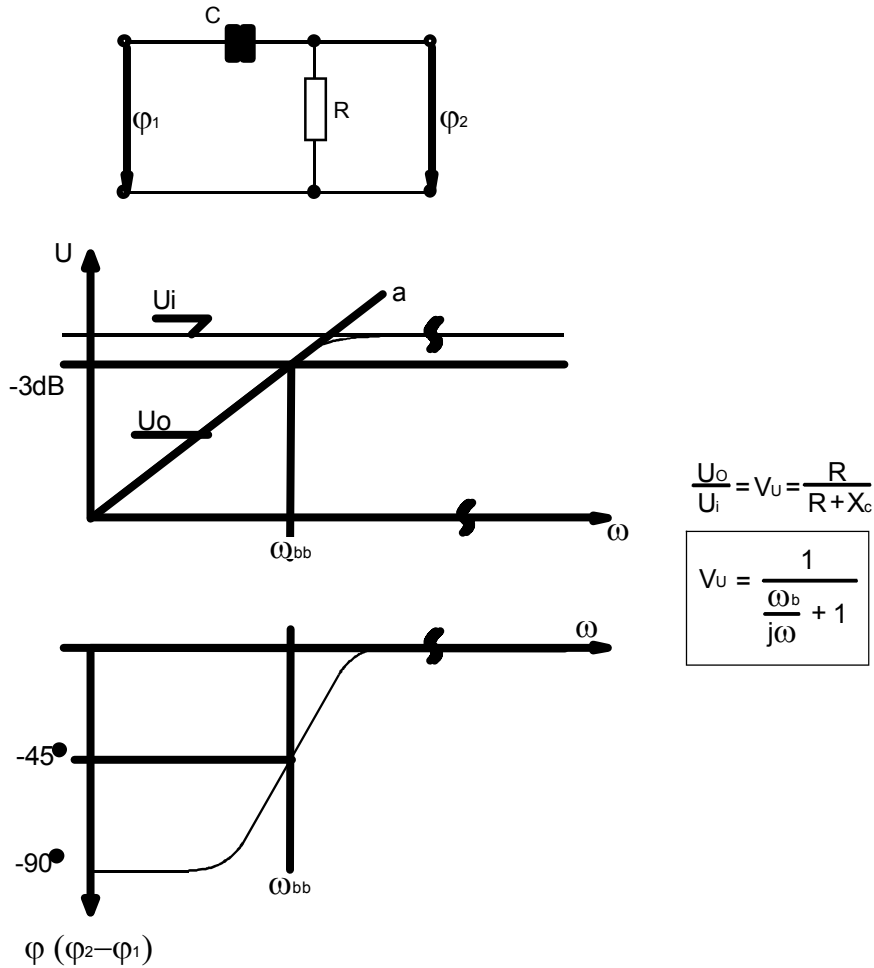 C
R
φ1
φ2
U
Ui
a
-3dB
Uo
ωbb
ω
Uo/Ui = VU = R/(R + Xc)
VU = 1/(ωb/jω + 1)
ω
-45°
-90°
ωbb
φ (φ2−φ1)